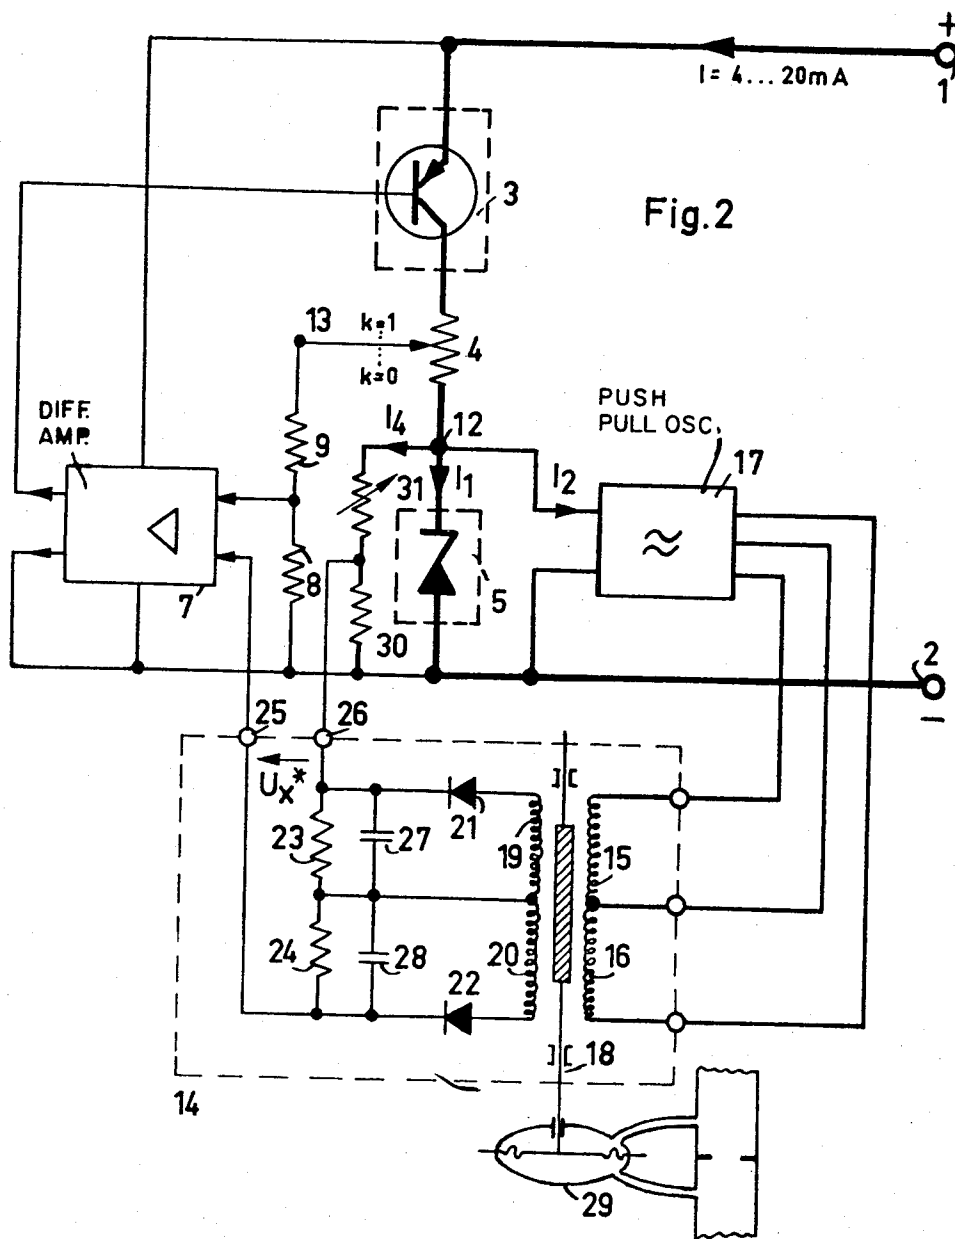 +
I = 4 ... 20mA
1
3
Fig.2
13
k=1
k=0
4
DIFF.
AMP.
9
I4
12
PUSH
PULL OSC.
17
31
I1
I2
7
8
5
30
2
−
25
26
Ux*
21
23
27
19
15
24
28
20
16
22
18
14
29